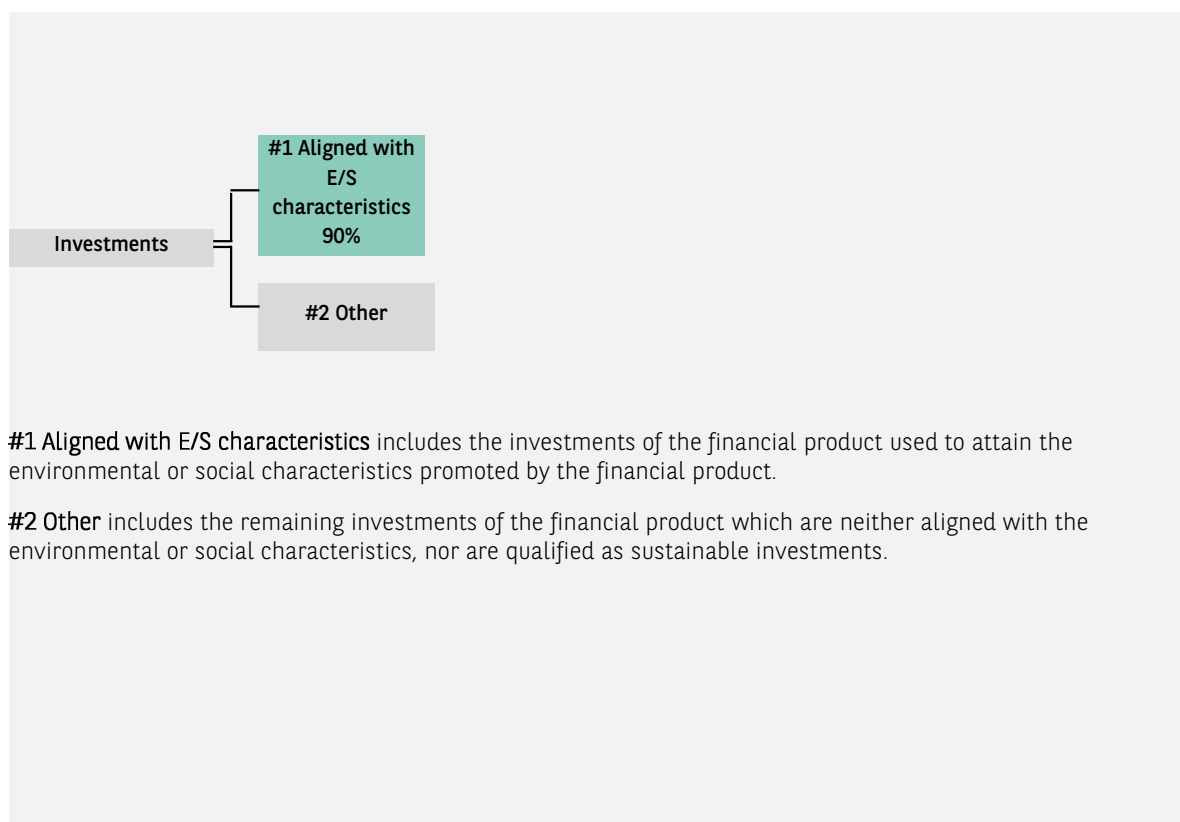 #1 Aligned with
E/S
characteristics
90%
Investments
#2 Other
#1 Aligned with E/S characteristics includes the investments of the financial product used to attain the
environmental or social characteristics promoted by the financial product.
#2 Other includes the remaining investments of the financial product which are neither aligned with the
environmental or social characteristics, nor are qualified as sustainable investments.